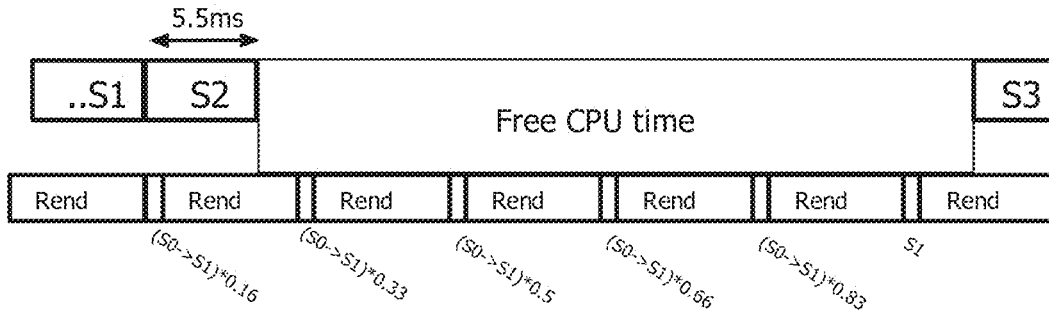 5.5ms
..S1
S2
S3
Free CPU time
Rend
Rend
Rend
Rend
Rend
Rend
Rend
(S0->S1)*0.16
(S0->S1)*0.33
(S0->S1)*0.5
(S0->S1)*0.66
(S0->S1)*0.83
S1